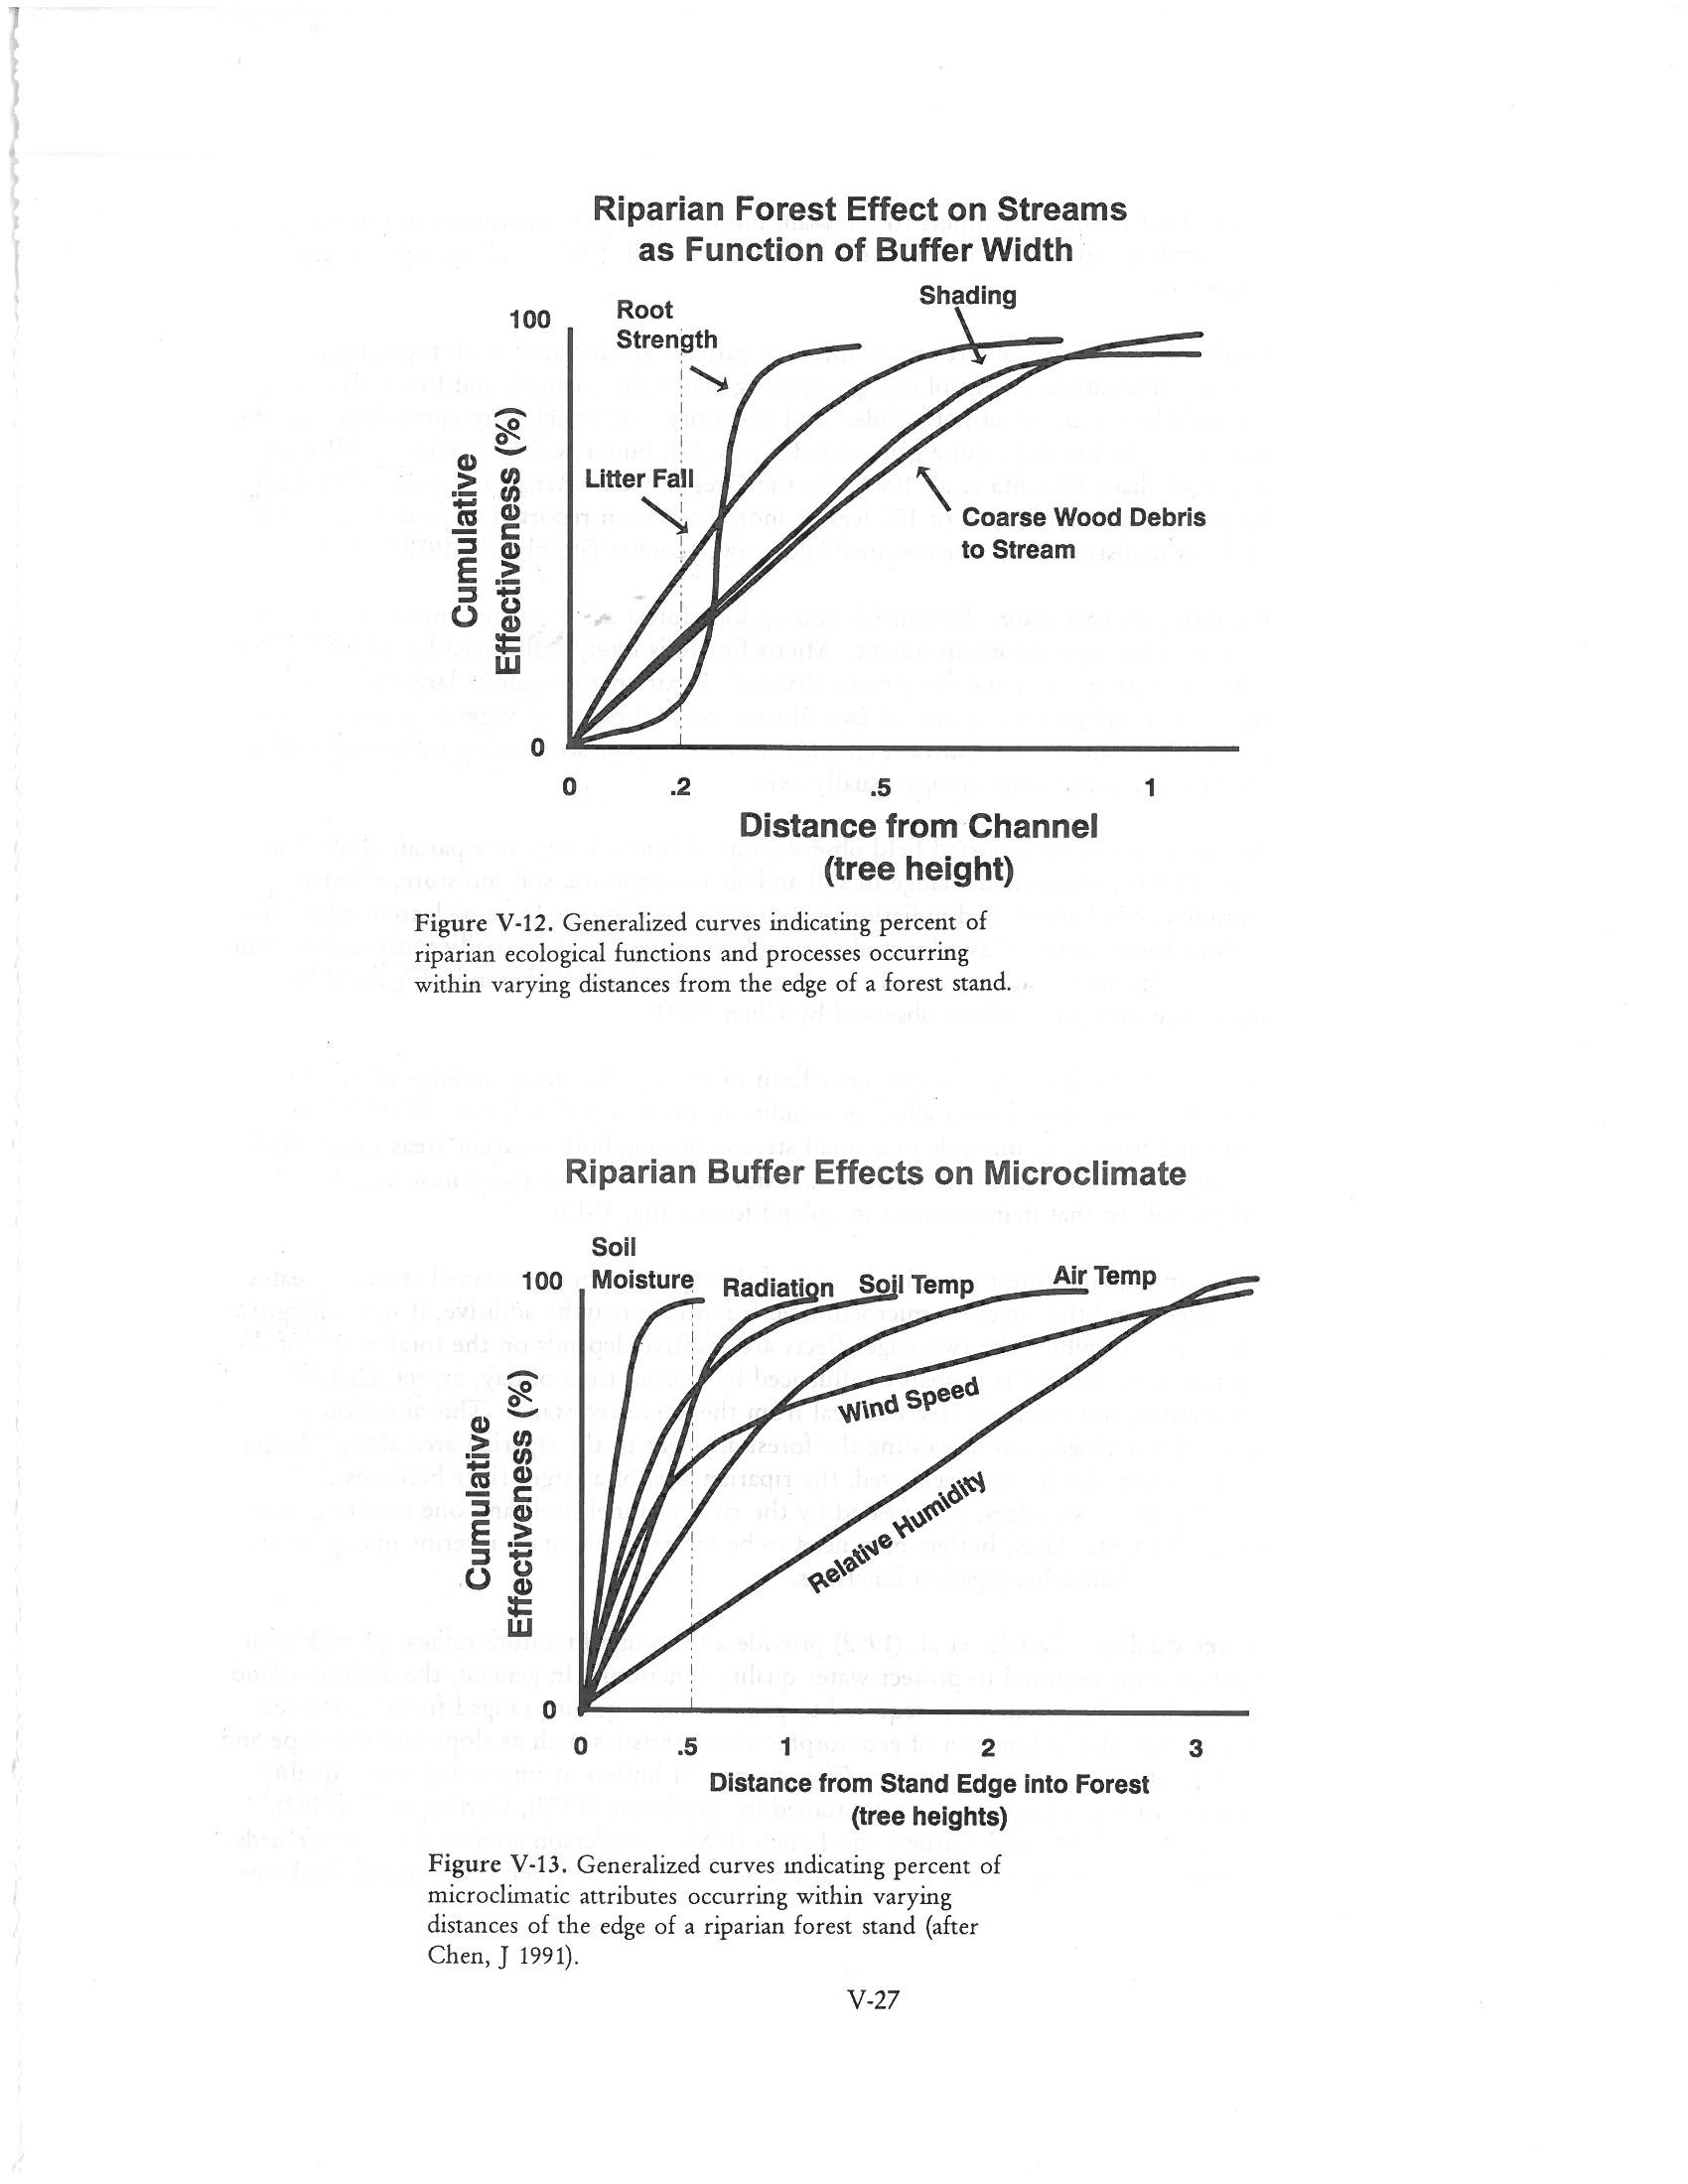 Riparian Forest Effect on Streams
as Function of Buffer Width
Shading
Root
Strength
100
Litter Fall
Cumulative
Effectiveness (%)
Coarse Wood Debris
to Stream
0
0 .2 .5 1
Distance from Channel
(tree height)
Figure V-12. Generalized curves indicating percent of
riparian ecological functions and processes occurring
within varying distances from the edge of a forest stand.
Riparian Buffer Effects on Microclimate
Soil
Moisture
100
Radiation
Soil Temp
Air Temp
Wind Speed
Cumulative
Effectiveness (%)
Relative Humidity
0
0 .5 1 2 3
Distance from Stand Edge into Forest
(tree heights)
Figure V-13. Generalized curves indicating percent of
microclimatic attributes occurring within varying
distances of the edge of a riparian forest stand (after
Chen, J 1991).
V-27